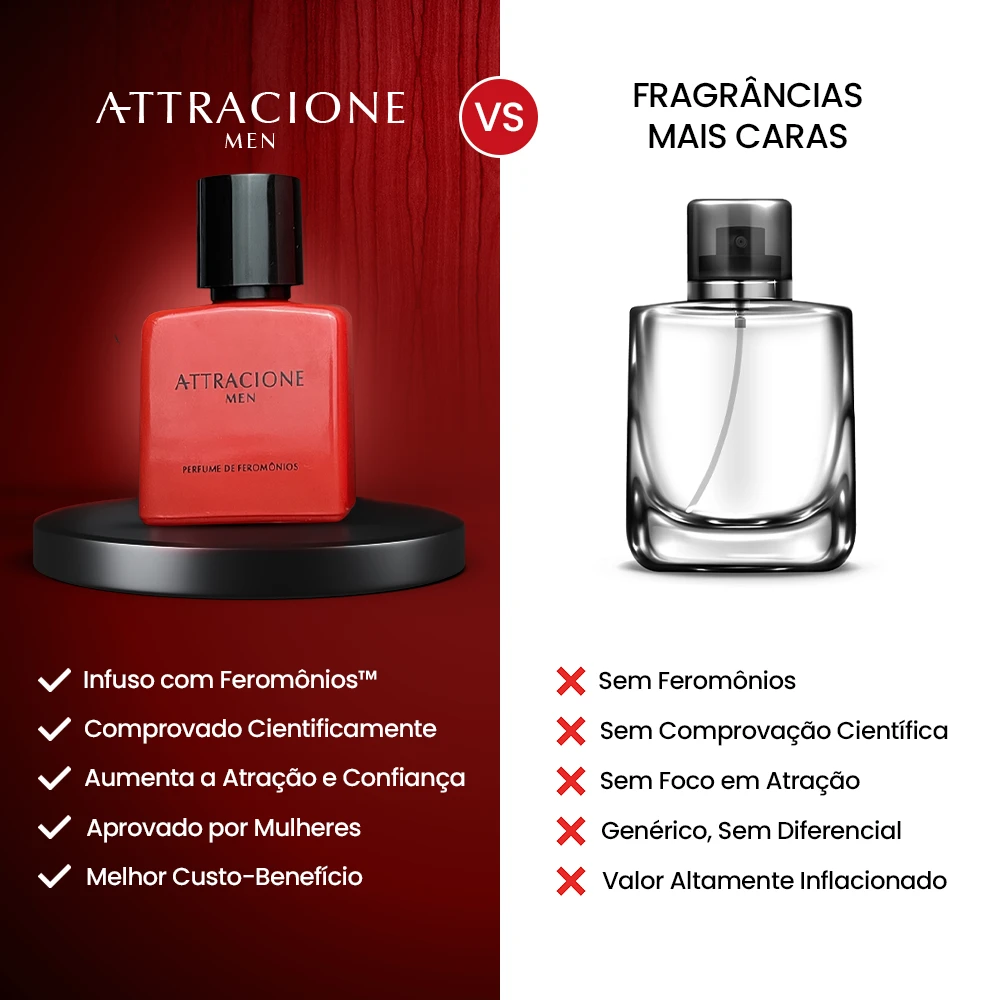 ATTRACIONE
MEN
VS
FRAGRÂNCIAS
MAIS CARAS
ATTRACIONE
MEN
PERFUME DE FEROMÔNIOS
Infuso com Feromônios™
Comprovado Cientificamente
Aumenta a Atração e Confiança
Aprovado por Mulheres
Melhor Custo-Benefício
Sem Feromônios
Sem Comprovação Científica
Sem Foco em Atração
Genérico, Sem Diferencial
Valor Altamente Inflacionado